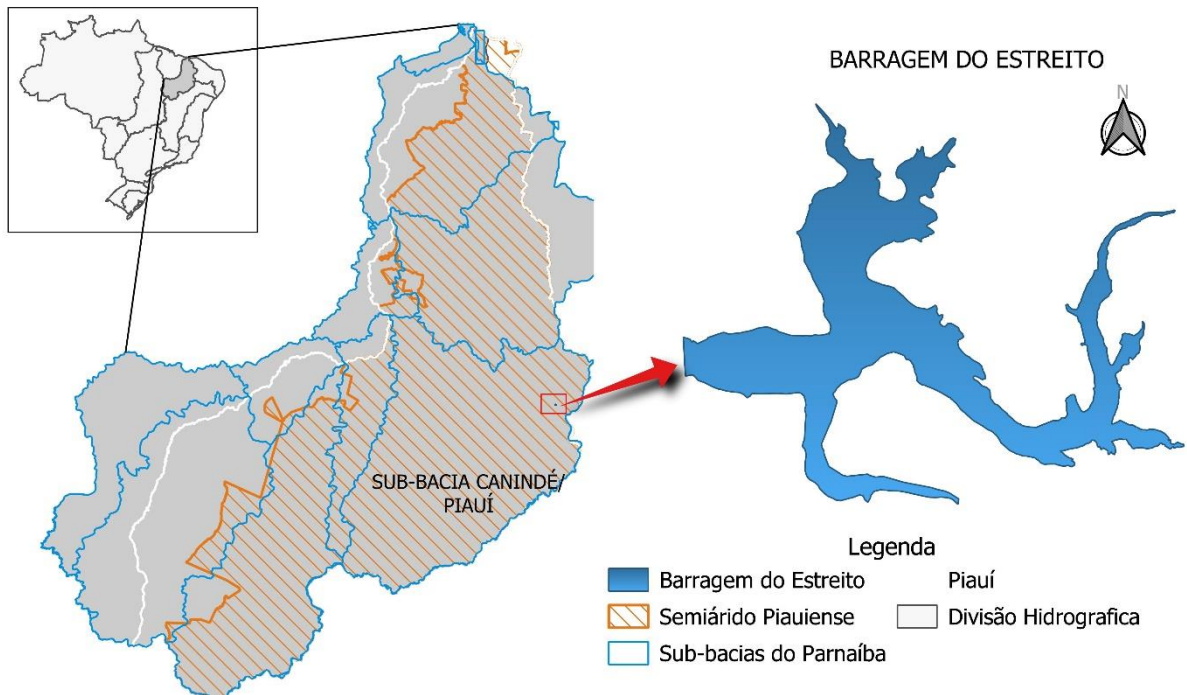 BARRAGEM DO ESTREITO
N
SUB-BACIA CANINDÉ/
PIAUÍ
Legenda
Barragem do Estreito
Piauí
Semiárido Piauiense
Divisão Hidrografica
Sub-bacias do Parnaíba